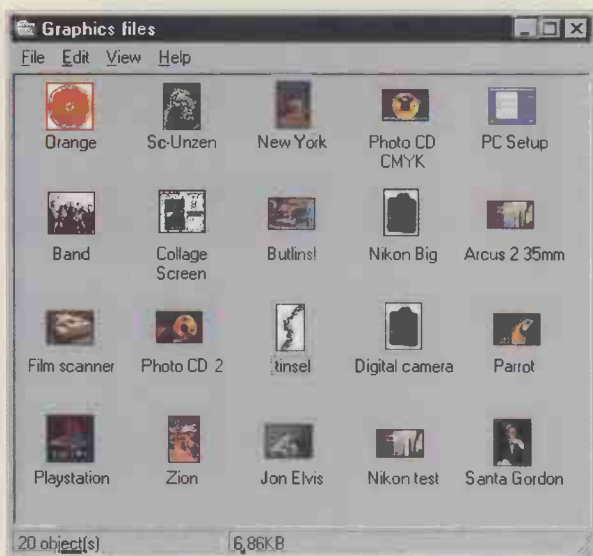 Graphics files
File Edit View Help
Orange Sc-Unzen New York Photo CD CMYK PC Setup
Band Collage Screen Butlins! Nikon Big Arcus 2 35mm
Film scanner Photo CD 2 tinsel Digital camera Parrot
Playstation Zion Jon Elvis Nikon test Santa Gordon
20 object(s) 6.86KB